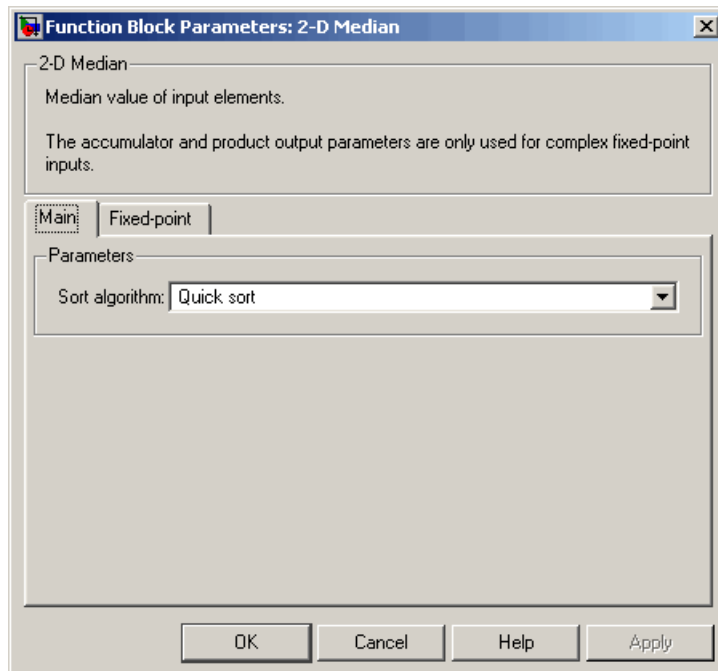 Function Block Parameters: 2-D Median
2-D Median
Median value of input elements.
The accumulator and product output parameters are only used for complex fixed-point
inputs.
Main
Fixed-point
Parameters
Sort algorithm: Quick sort
OK
Cancel
Help
Apply